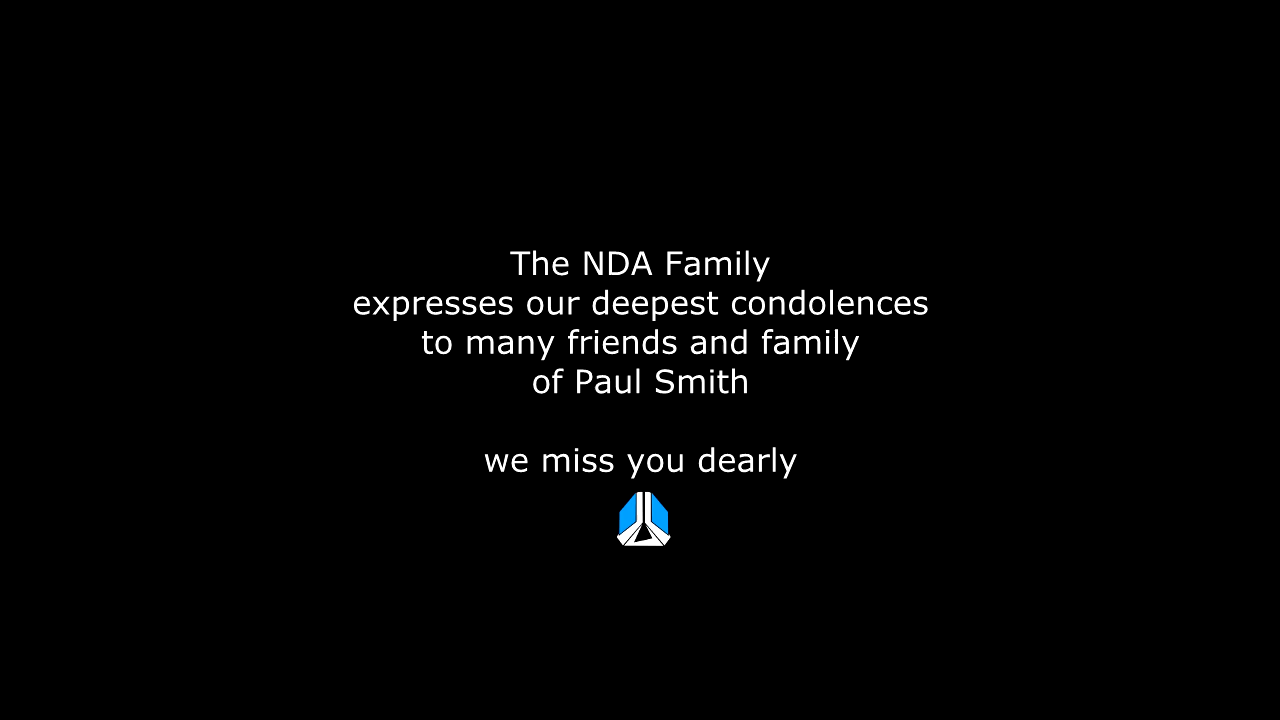 The NDA Family
expresses our deepest condolences
to many friends and family
of Paul Smith
we miss you dearly